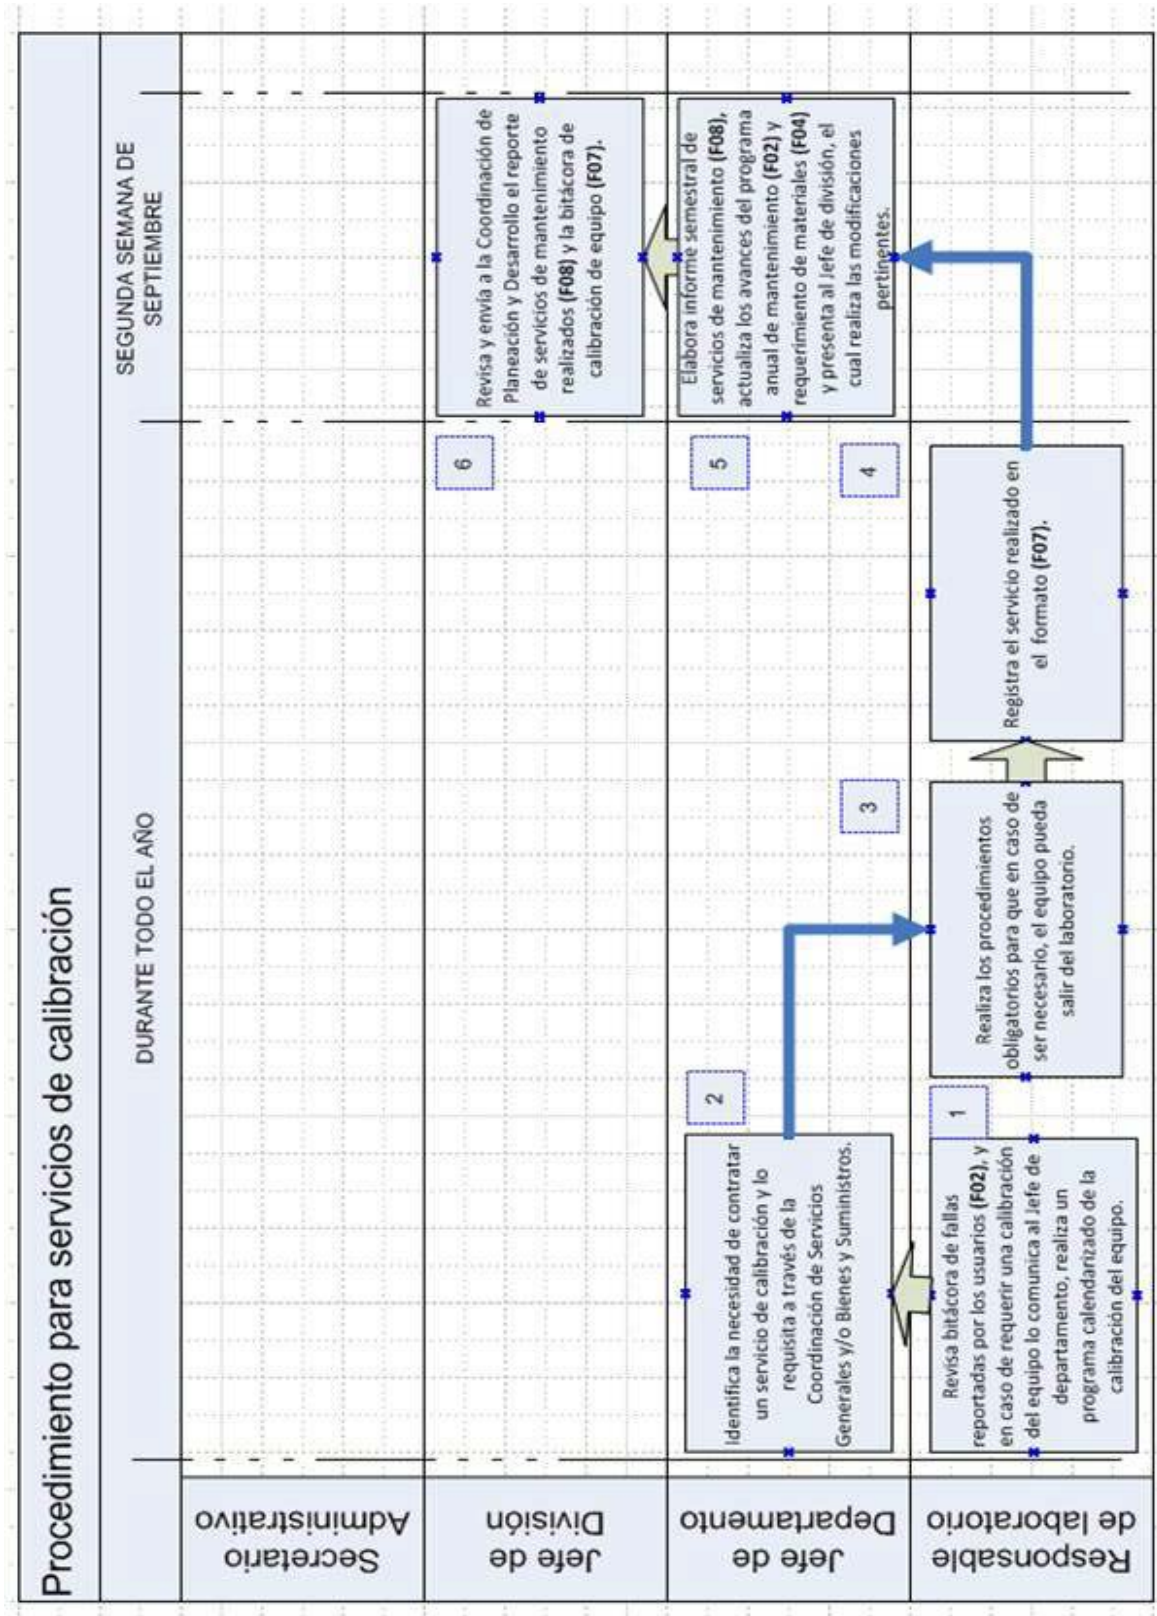 Procedimiento para servicios de calibración
DURANTE TODO EL AÑO
SEGUNDA SEMANA DE
SEPTIEMBRE
Secretario
Administrativo
Jefe de
División
6
Revisa y envía a la Coordinación de
Planeación y Desarrollo el reporte
de servicios de mantenimiento
realizados (F08) y la bitácora de
calibración de equipo (F07).
Jefe de
Departamento
Identifica la necesidad de contratar
un servicio de calibración y lo
requisita a través de la
Coordinación de Servicios
Generales y/o Bienes y Suministros.
2
3
5
4
Elabora informe semestral de
servicios de mantenimiento (F08),
actualiza los avances del programa
anual de mantenimiento (F02) y
requerimiento de materiales (F04)
y presenta al Jefe de división, el
cual realiza las modificaciones
pertinentes.
Responsable
de laboratorio
Revisa bitácora de fallas
reportadas por los usuarios (F02), y
en caso de requerir una calibración
del equipo lo comunica al Jefe de
departamento, realiza un
programa calendarizado de la
calibración del equipo.
1
Realiza los procedimientos
obligatorios para que en caso de
ser necesario, el equipo pueda
salir del laboratorio.
Registra el servicio realizado en
el formato (F07).